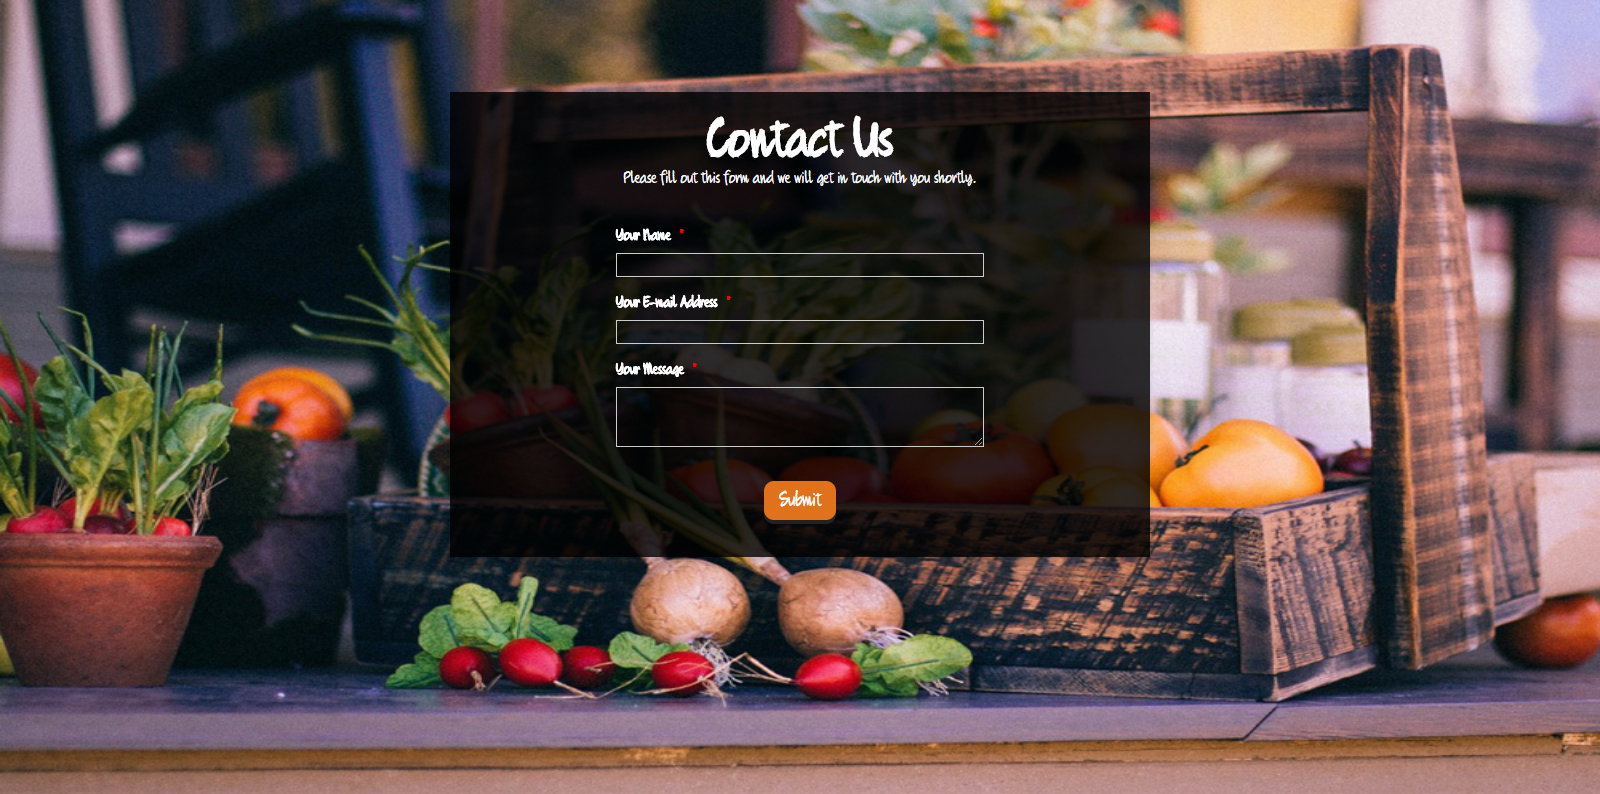 Contact Us
Please fill out this form and we will get in touch with you shortly.
Your Name *
Your E-mail Address *
Your Message *
Submit